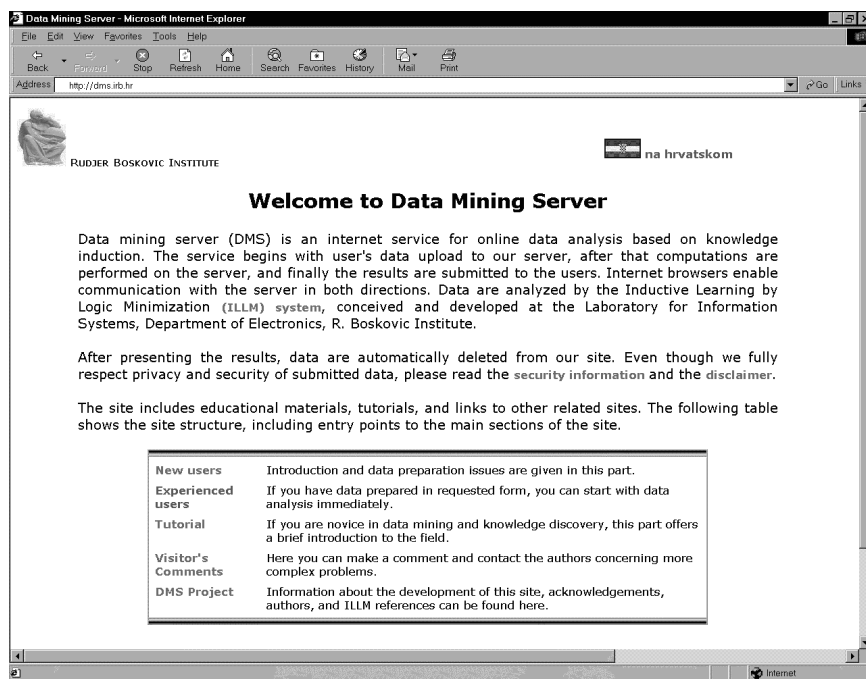 Data Mining Server - Microsoft Internet Explorer
File Edit View Favorites Tools Help
Back Forward Stop Refresh Home Search Favorites History Mail Print
Address http://dms.irb.hr Go Links
RUDJER BOSKOVIC INSTITUTE
na hrvatskom
Welcome to Data Mining Server
Data mining server (DMS) is an internet service for online data analysis based on knowledge
induction. The service begins with user's data upload to our server, after that computations are
performed on the server, and finally the results are submitted to the users. Internet browsers enable
communication with the server in both directions. Data are analyzed by the Inductive Learning by
Logic Minimization (ILLM) system, conceived and developed at the Laboratory for Information
Systems, Department of Electronics, R. Boskovic Institute.
After presenting the results, data are automatically deleted from our site. Even though we fully
respect privacy and security of submitted data, please read the security information and the disclaimer.
The site includes educational materials, tutorials, and links to other related sites. The following table
shows the site structure, including entry points to the main sections of the site.
New users Introduction and data preparation issues are given in this part.
Experienced If you have data prepared in requested form, you can start with data
users analysis immediately.
Tutorial If you are novice in data mining and knowledge discovery, this part offers
a brief introduction to the field.
Visitor's Here you can make a comment and contact the authors concerning more
Comments complex problems.
DMS Project Information about the development of this site, acknowledgements,
authors, and ILLM references can be found here.
Internet